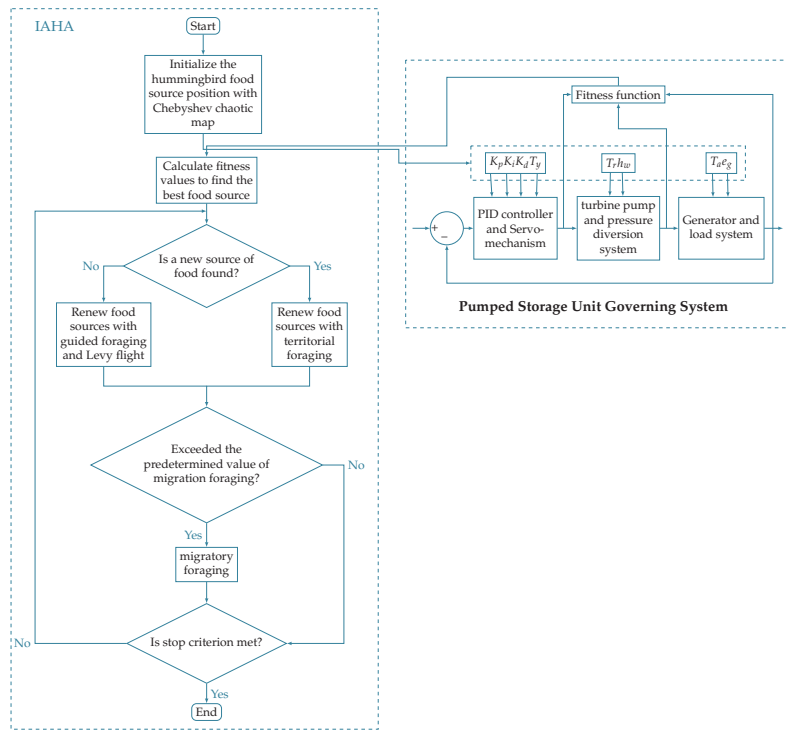 IAHA
Start
Initialize the
hummingbird food
source position with
Chebyshev chaotic
map
Calculate fitness
values to find the
best food source
Is a new source of
food found?
No
Yes
Renew food
sources with
guided foraging
and Levy flight
Renew food
sources with
territorial
foraging
Exceeded the
predetermined value of
migration foraging?
No
Yes
migratory
foraging
Is stop criterion met?
No
Yes
End
Fitness function
KpKiKdTy
Trhw
Taeg
+
−
PID controller
and Servo-
mechanism
turbine pump
and pressure
diversion
system
Generator and
load system
Pumped Storage Unit Governing System